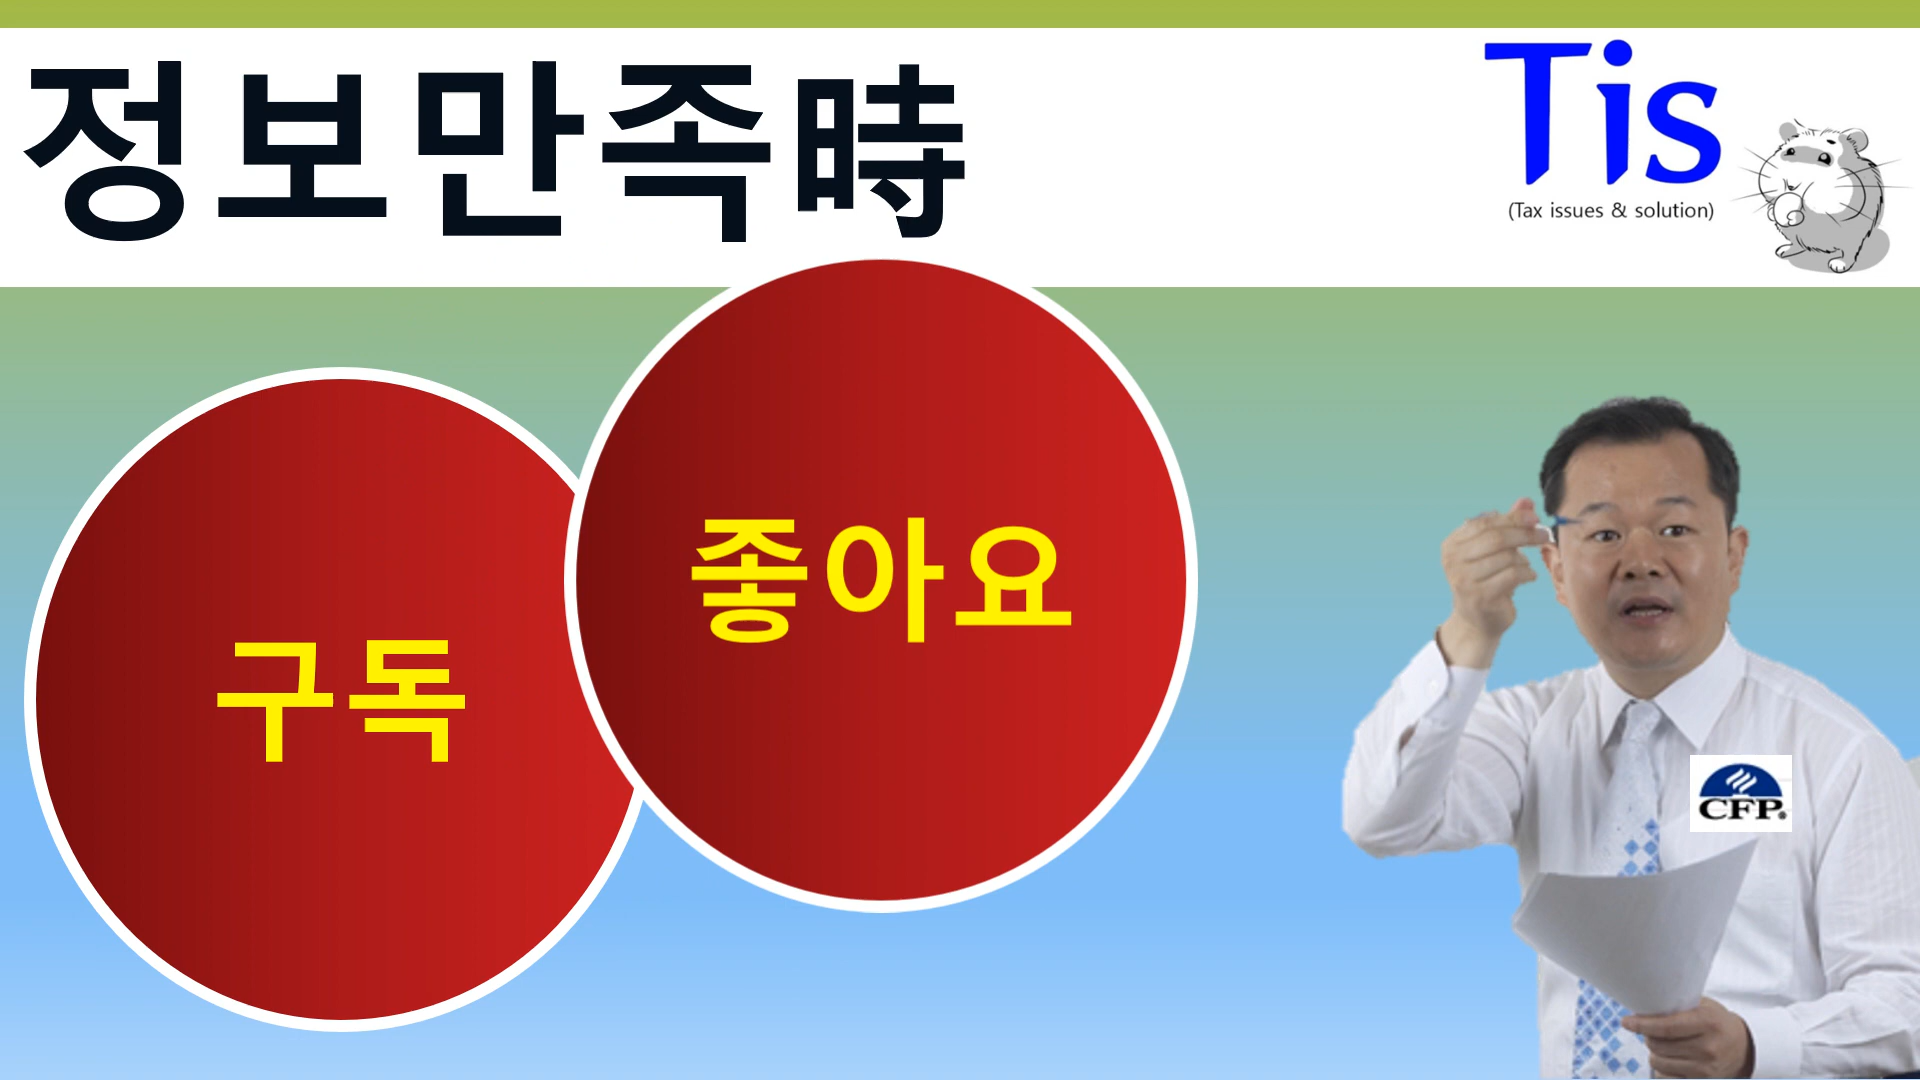 정보만족時
Tis
(Tax issues & solution)
좋아요
구독
CFP®